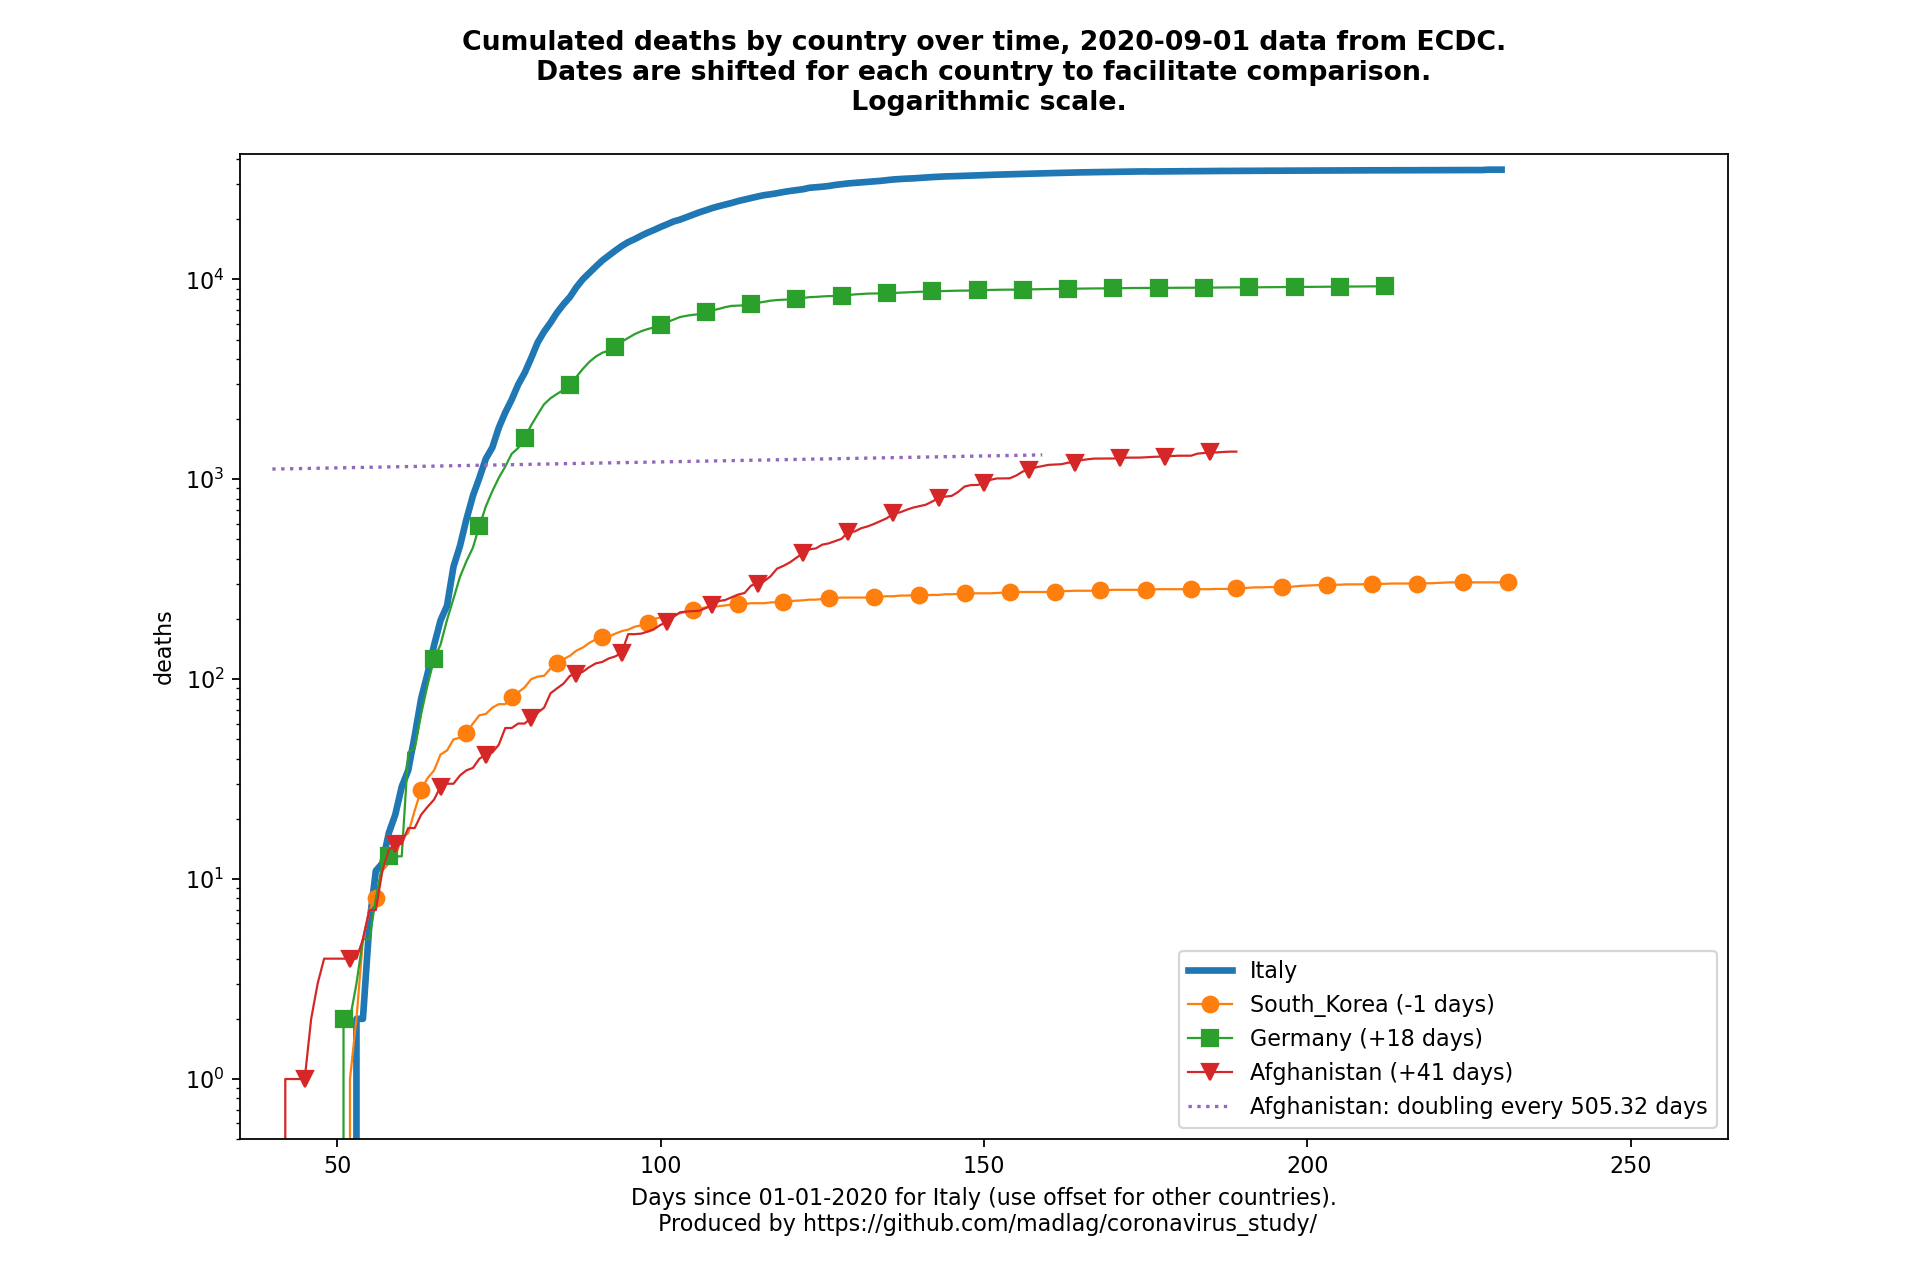 Cumulated deaths by country over time, 2020-09-01 data from ECDC.
Dates are shifted for each country to facilitate comparison.
Logarithmic scale.
deaths
10⁴
10³
10²
10¹
10⁰
50 100 150 200 250
Italy
South_Korea (-1 days)
Germany (+18 days)
Afghanistan (+41 days)
Afghanistan: doubling every 505.32 days
Days since 01-01-2020 for Italy (use offset for other countries).
Produced by https://github.com/madlag/coronavirus_study/